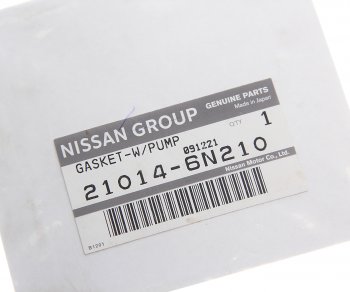 NISSAN GROUP
GENUINE PARTS
Made in Japan
GASKET-W/PUMP
091221
QTY
1
21014-6N210
Nissan Motor Co., Ltd.
B1221